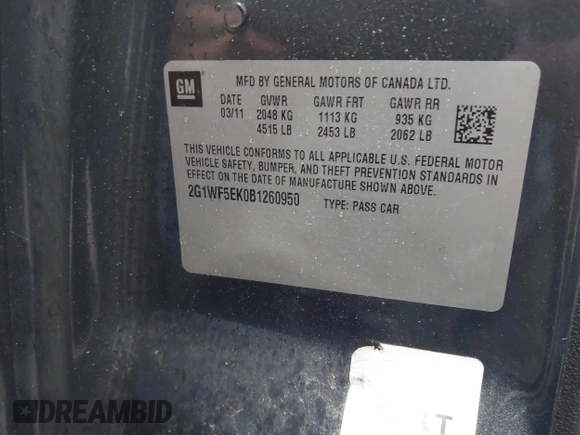 GM
MFD BY GENERAL MOTORS OF CANADA LTD.
DATE GVWR GAWR FRT GAWR RR
03/11 2048 KG 1113 KG 935 KG
4515 LB 2453 LB 2062 LB
THIS VEHICLE CONFORMS TO ALL APPLICABLE U.S. FEDERAL MOTOR
VEHICLE SAFETY, BUMPER, AND THEFT PREVENTION STANDARDS IN
EFFECT ON THE DATE OF MANUFACTURE SHOWN ABOVE.
2G1WF5EK0B1260950 TYPE: PASS CAR
DREAMBID